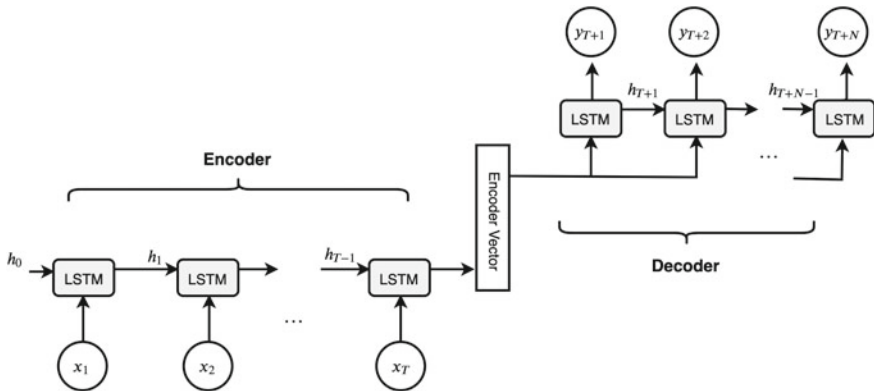 y_{T+1} y_{T+2} y_{T+N}
h_{T+1} h_{T+N-1}
LSTM LSTM LSTM
...
Encoder
Encoder Vector
Decoder
h_0 h_1 h_{T-1}
LSTM LSTM LSTM
...
x_1 x_2 x_T